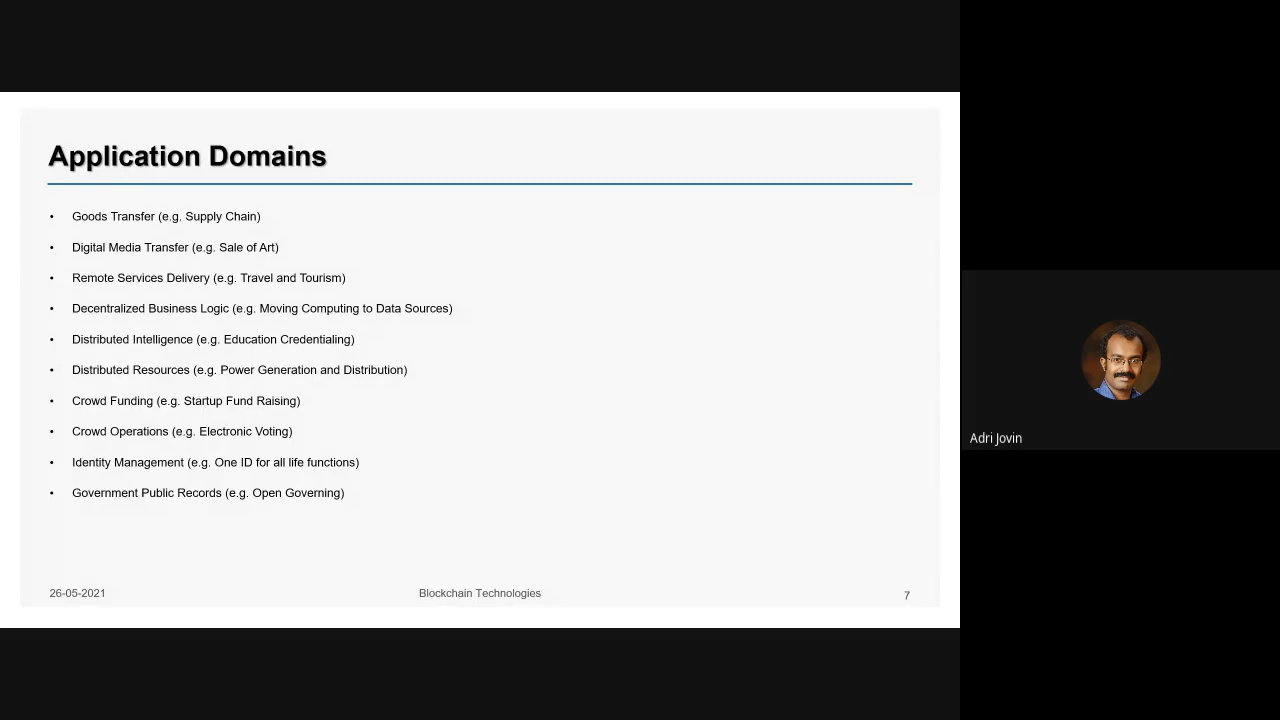 Application Domains
• Goods Transfer (e.g. Supply Chain)
• Digital Media Transfer (e.g. Sale of Art)
• Remote Services Delivery (e.g. Travel and Tourism)
• Decentralized Business Logic (e.g. Moving Computing to Data Sources)
• Distributed Intelligence (e.g. Education Credentialing)
• Distributed Resources (e.g. Power Generation and Distribution)
• Crowd Funding (e.g. Startup Fund Raising)
• Crowd Operations (e.g. Electronic Voting)
• Identity Management (e.g. One ID for all life functions)
• Government Public Records (e.g. Open Governing)
26-05-2021 Blockchain Technologies 7
Adri Jovin